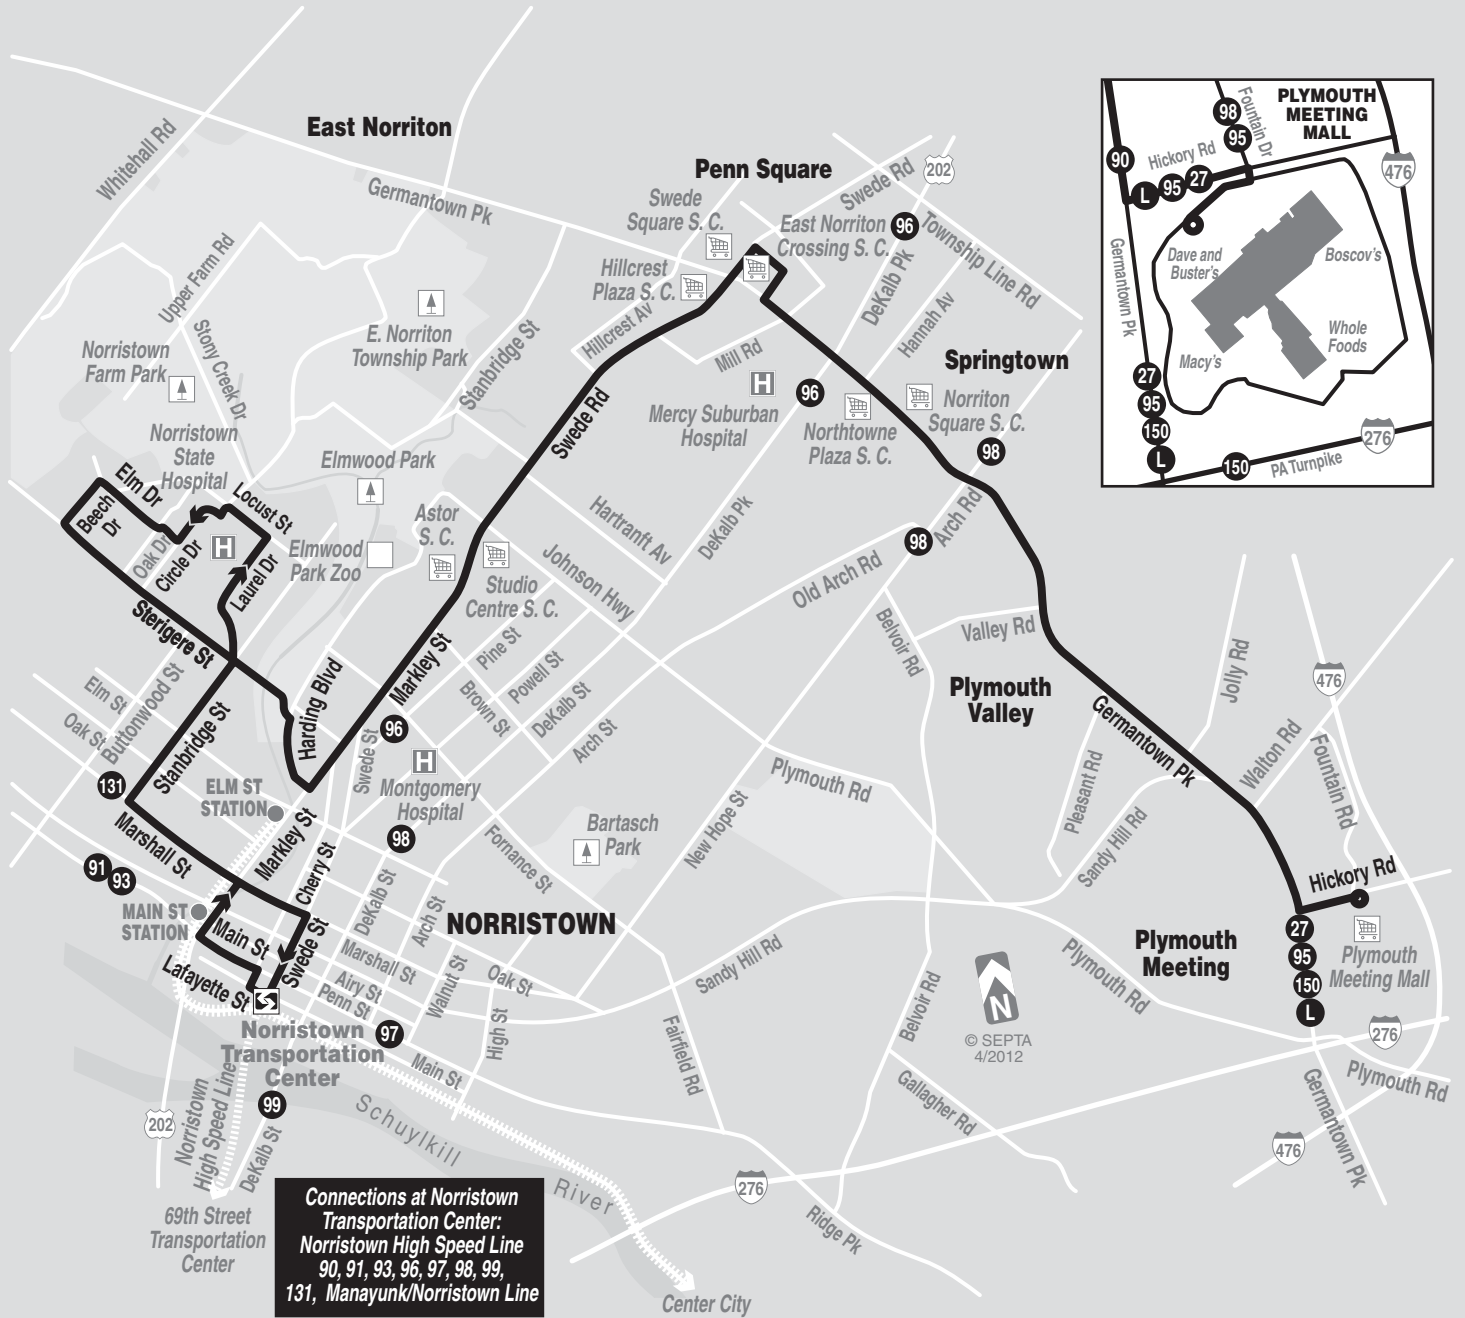 East Norriton
Whitehall Rd
Germantown Pk
Penn Square
Swede
Square S. C.
Swede Rd
202
East Norriton
Crossing S. C.
96
Township Line Rd
Hillcrest
Plaza S. C.
DeKalb Pk
Hannah Av
Hillcrest Av
Mill Rd
Upper Farm Rd
Stony Creek Dr
E. Norriton
Township Park
Stanbridge St
Norristown
Farm Park
Springtown
H
Mercy Suburban
Hospital
96
Northtowne
Plaza S. C.
Norriton
Square S. C.
98
Swede Rd
Norristown
State
Hospital
Elmwood Park
Elm Dr
Beech
Dr
Locust St
Oak Dr
Circle Dr
H
Laurel Dr
Elmwood
Park Zoo
Astor
S. C.
Studio
Centre S. C.
Hartranft Av
DeKalb Pk
Johnson Hwy
Arch Rd
98
Old Arch Rd
Belvoir Rd
Valley Rd
Sterigere St
Harding Blvd
Markley St
Pine St
Powell St
Brown St
DeKalb St
Arch St
Elm St
Oak St
Buttonwood St
Stanbridge St
131
Swede St
96
H
Montgomery
Hospital
98
ELM ST
STATION
Plymouth
Valley
Germantown Pk
Jolly Rd
476
Walton Rd
Fountain Rd
Pleasant Rd
Sandy Hill Rd
Plymouth Rd
New Hope St
Bartasch
Park
Fornance St
Marshall St
Markley St
Cherry St
91
93
MAIN ST
STATION
Main St
Swede St
Lafayette St
DeKalb St
Arch St
NORRISTOWN
Marshall St
Airy St
Penn St
Walnut St
Oak St
High St
Sandy Hill Rd
Hickory Rd
27
95
150
L
Plymouth
Meeting Mall
Plymouth
Meeting
Plymouth Rd
Belvoir Rd
N
© SEPTA
4/2012
Norristown
Transportation
Center
97
Main St
Fairfield Rd
Gallagher Rd
276
Plymouth Rd
Germantown Pk
476
99
202
Norristown
High Speed Line
DeKalb St
Schuylkill
River
276
Ridge Pk
69th Street
Transportation
Center
Center City
Connections at Norristown
Transportation Center:
Norristown High Speed Line
90, 91, 93, 96, 97, 98, 99,
131, Manayunk/Norristown Line
PLYMOUTH
MEETING
MALL
98
95
Fountain Dr
90
Hickory Rd
L
95
27
476
Germantown Pk
Dave and
Buster's
Boscov's
Whole
Foods
Macy's
27
95
150
L
150
PA Turnpike
276